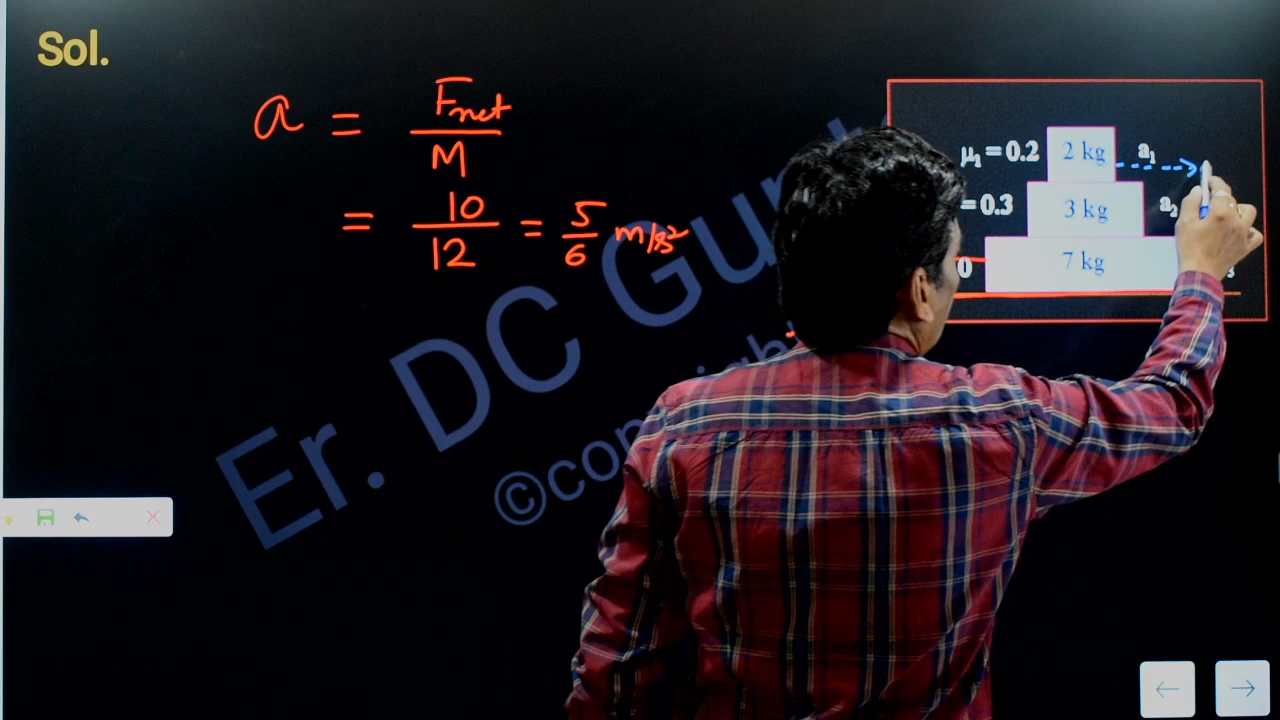 Sol.
a = Fnet
M
= 10 = 5 m/s²
12 6
μ₁ = 0.2 2 kg a₁
= 0.3 3 kg a₂
0 7 kg
Er. DC Gup
©copyright